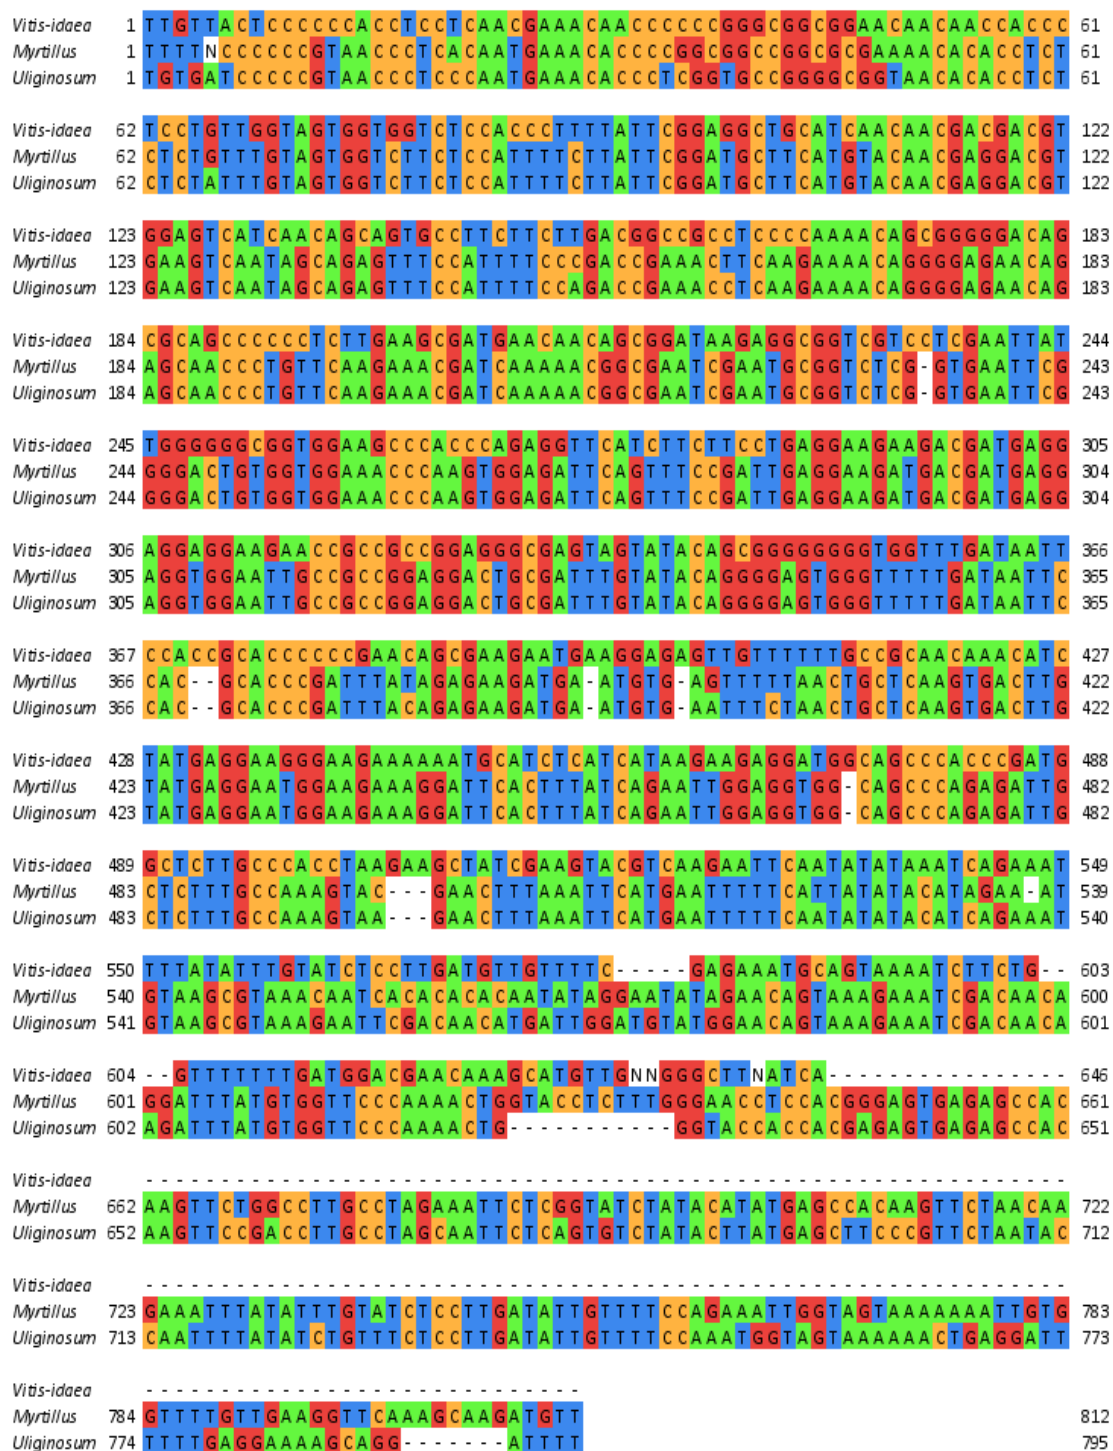 Vitis-idaea 1 TTGTTACTCCCCCCACCTCCTCAACGAAACAACCCCCCGGGCGGCGGAACAACAACCACCC 61
Myrtillus 1 TTTTNCCCCCCGTAACCCTCACAATGAAACACCCCGGCGGCCGGCGCGAAAACACACCTCT 61
Uliginosum 1 TGTGATCCCCCGTAACCCTCCCAATGAAACACCCTCGGTGCCGGGGCGGTAACACACCTCT 61
Vitis-idaea 62 TCCTGTTGGTAGTGGTGGTCTCCACCCTTTTATTCGGAGGCTGCATCAACAACGACGACGT 122
Myrtillus 62 CTCTGTTTGTAGTGGTCTTCTCCATTTTCTTATTCGGATGCTTCATGTACAACGAGGACGT 122
Uliginosum 62 CTCTATTTGTAGTGGTCTTCTCCATTTTCTTATTCGGATGCTTCATGTACAACGAGGACGT 122
Vitis-idaea 123 GGAGTCATCAACAGCAGTGCCTTCTTCTTGACGGCCGCCTCCCCAAAACAGCGGGGGACAG 183
Myrtillus 123 GAAGTCAATAGCAGAGTTTCCATTTTCCCGACCGAAACTTCAAGAAAACAGGGGAGAACAG 183
Uliginosum 123 GAAGTCAATAGCAGAGTTTCCATTTTCCAGACCGAAACCTCAAGAAAACAGGGGAGAACAG 183
Vitis-idaea 184 CGCAGCCCCCCTCTTGAAGCGATGAACAACAGCGGATAAGAGGCGGTCGTCCTCGAATTAT 244
Myrtillus 184 AGCAACCCTGTTCAAGAAACGATCAAAAACGGCGAATCGAATGCGGTCTCG-GTGAATTCG 243
Uliginosum 184 AGCAACCCTGTTCAAGAAACGATCAAAAACGGCGAATCGAATGCGGTCTCG-GTGAATTCG 243
Vitis-idaea 245 TGGGGGGCGGTGGAAGCCCACCCAGAGGTTCATCTTCTTCCTGAGGAAGAAGACGATGAGG 305
Myrtillus 244 GGGACTGTGGTGGAAACCCAAGTGGAGATTCAGTTTCCGATTGAGGAAGATGACGATGAGG 304
Uliginosum 244 GGGACTGTGGTGGAAACCCAAGTGGAGATTCAGTTTCCGATTGAGGAAGATGACGATGAGG 304
Vitis-idaea 306 AGGAGGAAGAACCGCCGCCGGAGGGCGAGTAGTATACAGCGGGGGGGGTGGTTTGATAATT 366
Myrtillus 305 AGGTGGAATTGCCGCCGGAGGACTGCGATTTGTATACAGGGGAGTGGGTTTTTGATAATTC 365
Uliginosum 305 AGGTGGAATTGCCGCCGGAGGACTGCGATTTGTATACAGGGGAGTGGGTTTTTGATAATTC 365
Vitis-idaea 367 CCACCGCACCCCCCGAACAGCGAAGAATGAAGGAGAGTTGTTTTTTGCCGCAACAAACATC 427
Myrtillus 366 CAC--GCACCCGATTTATAGAGAAGATGA-ATGTG-AGTTTTTAACTGCTCAAGTGACTTG 422
Uliginosum 366 CAC--GCACCCGATTTACAGAGAAGATGA-ATGTG-AATTTCTAACTGCTCAAGTGACTTG 422
Vitis-idaea 428 TATGAGGAAGGGAAGAAAAAATGCATCTCATCATAAGAAGAGGATGGCAGCCCACCCGATG 488
Myrtillus 423 TATGAGGAATGGAAGAAAGGATTCACTTTATCAGAATTGGAGGTGG-CAGCCCAGAGATTG 482
Uliginosum 423 TATGAGGAATGGAAGAAAGGATTCACTTTATCAGAATTGGAGGTGG-CAGCCCAGAGATTG 482
Vitis-idaea 489 GCTCTTGCCCACCTAAGAAGCTATCGAAGTACGTCAAGAATTCAATATATAAATCAGAAAT 549
Myrtillus 483 CTCTTTGCCAAAGTAC---GAACTTTAAATTCATGAATTTTTCATTATATACATAGAA-AT 539
Uliginosum 483 CTCTTTGCCAAAGTAA---GAACTTTAAATTCATGAATTTTTCAATATATACATCAGAAAT 540
Vitis-idaea 550 TTTATATTTGTATCTCCTTGATGTTGTTTTC-----GAGAAATGCAGTAAAATCTTCTG-- 603
Myrtillus 540 GTAAGCGTAAACAATCACACACACAATATAGGAATATAGAACAGTAAAGAAATCGACAACA 600
Uliginosum 541 GTAAGCGTAAAGAATTCGACAACATGATTGGATGTATGGAACAGTAAAGAAATCGACAACA 601
Vitis-idaea 604 --GTTTTTTTGATGGACGAACAAAGCATGTTGNNGGGCTTNATCA---------------- 646
Myrtillus 601 GGATTTATGTGGTTCCCAAAACTGGTACCTCTTTGGGAACCTCCACGGGAGTGAGAGCCAC 661
Uliginosum 602 AGATTTATGTGGTTCCCAAAACTG-----------GGTACCACCACGAGAGTGAGAGCCAC 651
Vitis-idaea -------------------------------------------------------------
Myrtillus 662 AAGTTCTGGCCTTGCCTAGAAATTCTCGGTATCTATACATATGAGCCACAAGTTCTAACAA 722
Uliginosum 652 AAGTTCCGACCTTGCCTAGCAATTCTCAGTGTCTATACTTATGAGCTTCCCGTTCTAATAC 712
Vitis-idaea -------------------------------------------------------------
Myrtillus 723 GAAATTTATATTTGTATCTCCTTGATATTGTTTTCCAGAAATTGGTAGTAAAAAAATTGTG 783
Uliginosum 713 CAATTTTATATCTGTTTCTCCTTGATATTGTTTTCCAAATGGTAGTAAAAAACTGAGGATT 773
Vitis-idaea -----------------------------
Myrtillus 784 GTTTTGTTGAAGGTTCAAAGCAAGATGTT 812
Uliginosum 774 TTTTGAGGAAAAGCAGG-------ATTTT 795